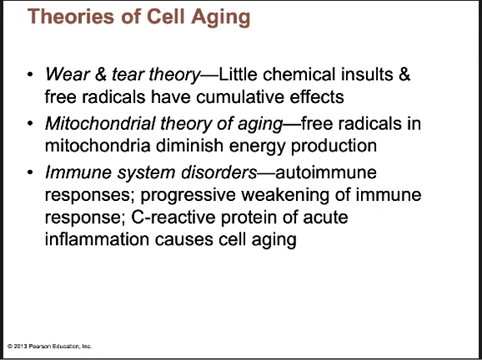 Theories of Cell Aging
• Wear & tear theory—Little chemical insults &
free radicals have cumulative effects
• Mitochondrial theory of aging—free radicals in
mitochondria diminish energy production
• Immune system disorders—autoimmune
responses; progressive weakening of immune
response; C-reactive protein of acute
inflammation causes cell aging
© 2013 Pearson Education, Inc.